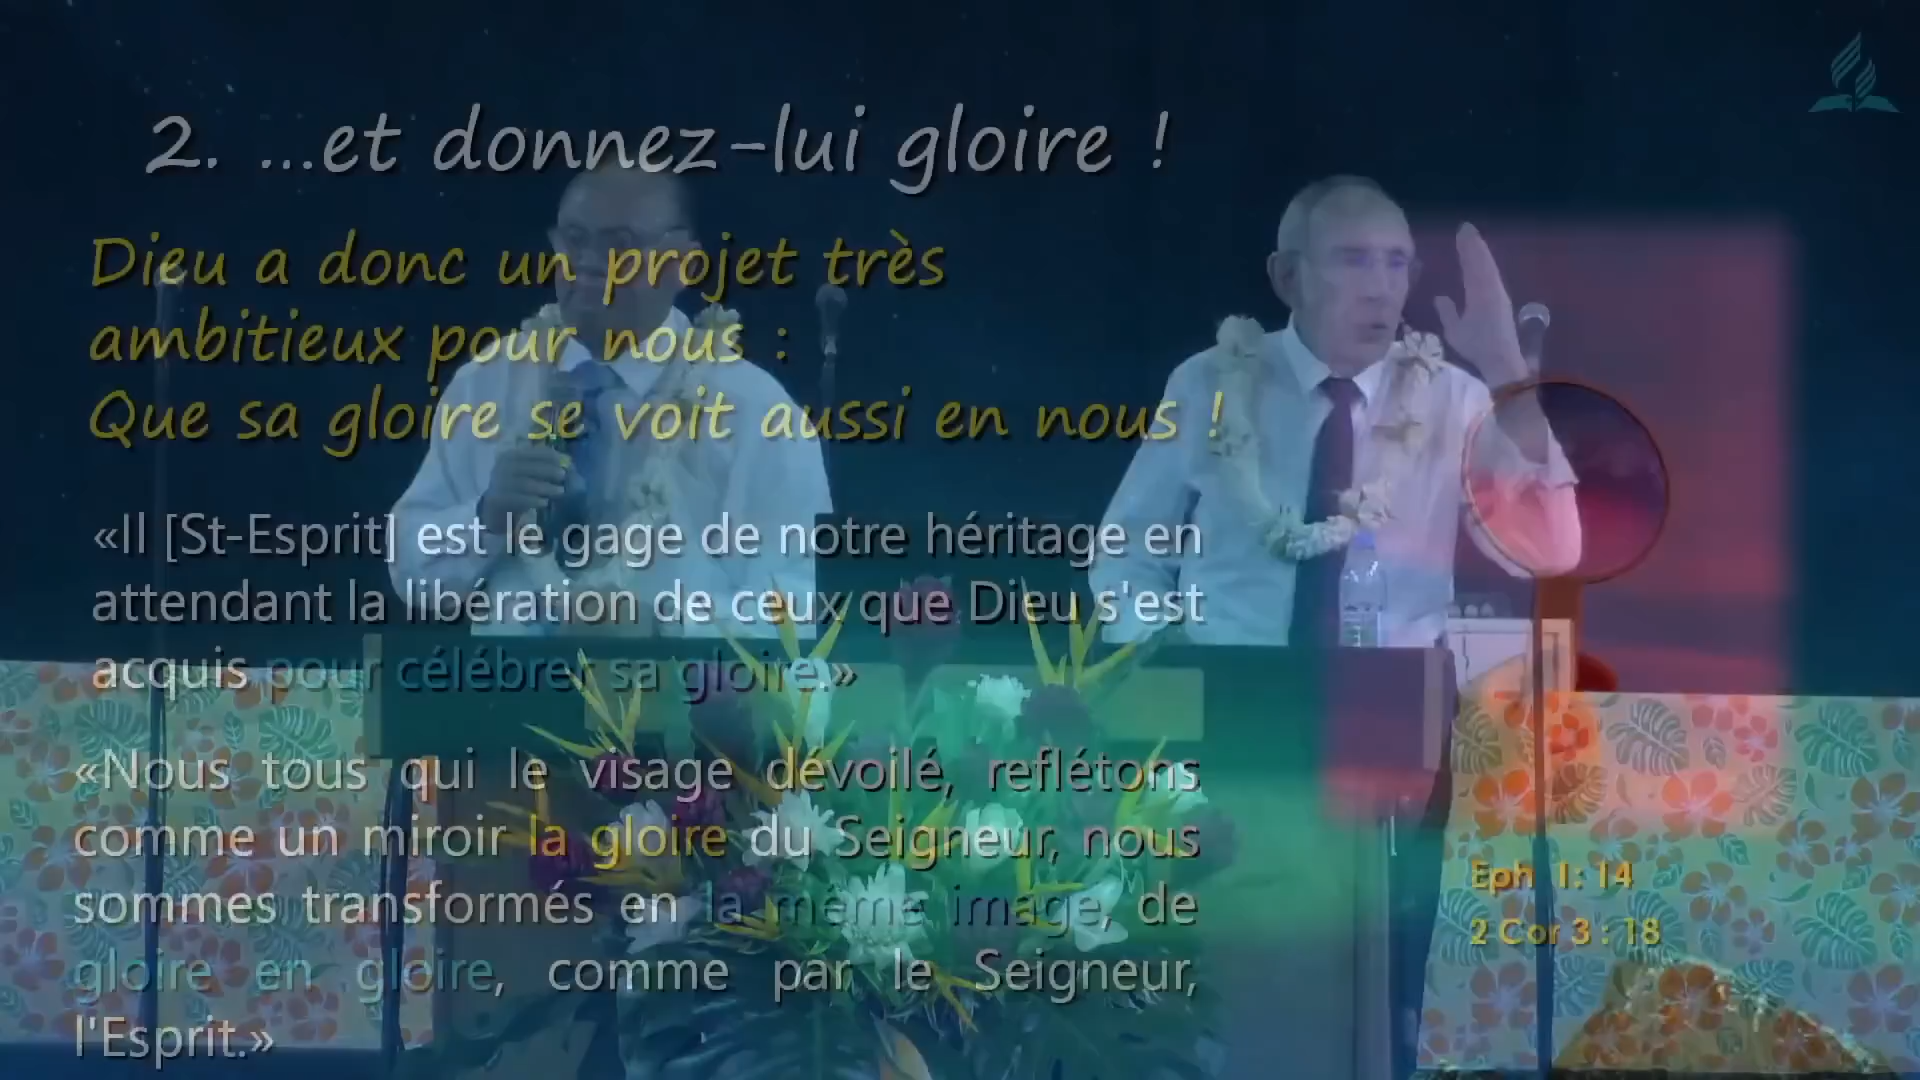 2. ...et donnez-lui gloire !
Dieu a donc un projet très
ambitieux pour nous :
Que sa gloire se voit aussi en nous !
«Il [St-Esprit] est le gage de notre héritage en
attendant la libération de ceux que Dieu s'est
acquis pour célébrer sa gloire.»
«Nous tous qui le visage dévoilé, reflétons
comme un miroir la gloire du Seigneur, nous
sommes transformés en la même image, de
gloire en gloire, comme par le Seigneur,
l'Esprit.»
Eph 1: 14
2 Cor 3 : 18